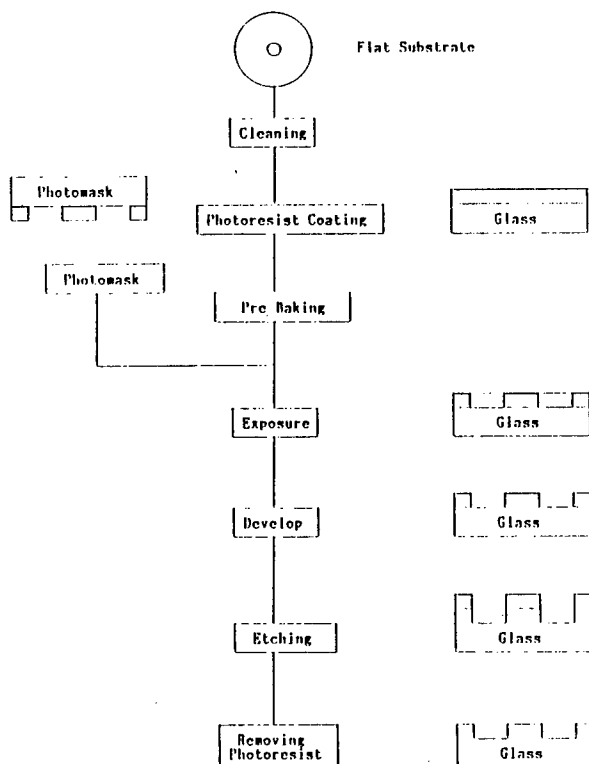 Flat Substrate
Cleaning
Photomask
Photoresist Coating
Glass
Photomask
Pre Baking
Exposure
Glass
Develop
Glass
Etching
Glass
Removing
Photoresist
Glass